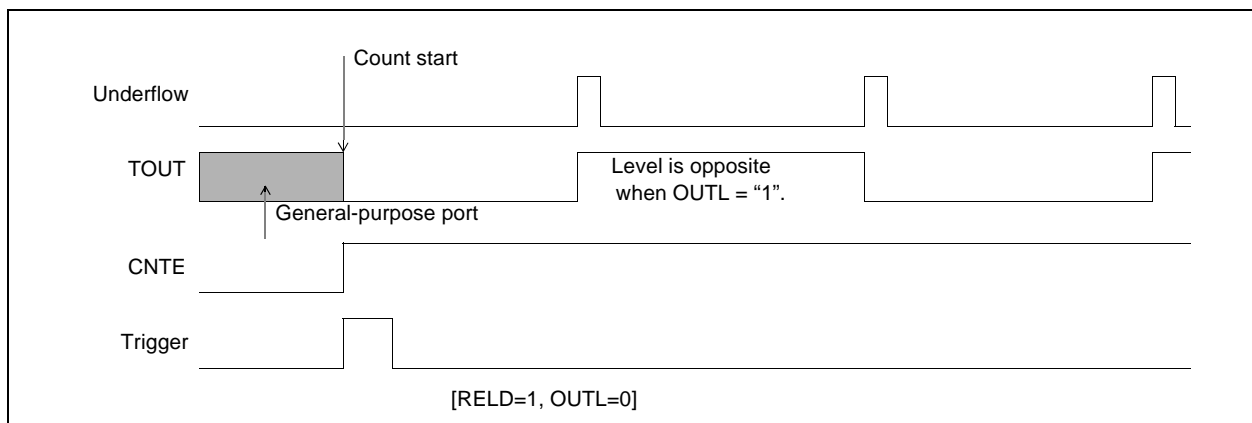 Count start
Underflow
TOUT
Level is opposite
when OUTL = “1”.
General-purpose port
CNTE
Trigger
[RELD=1, OUTL=0]